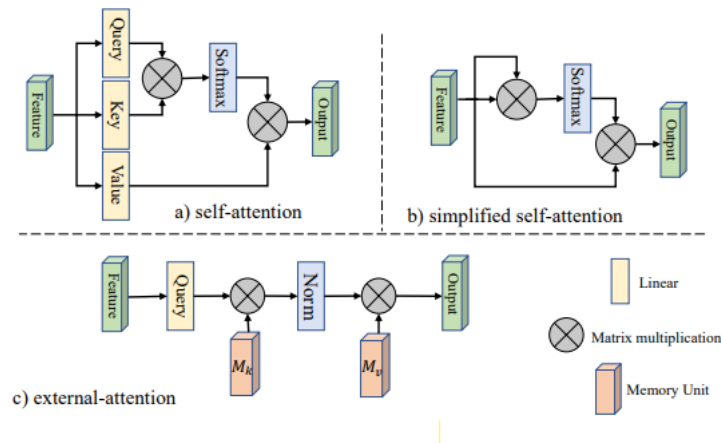 Feature
Query
Key
Value
Softmax
Output
a) self-attention
Feature
Softmax
Output
b) simplified self-attention
Feature
Query
Norm
Output
M_k
M_v
c) external-attention
Linear
Matrix multiplication
Memory Unit